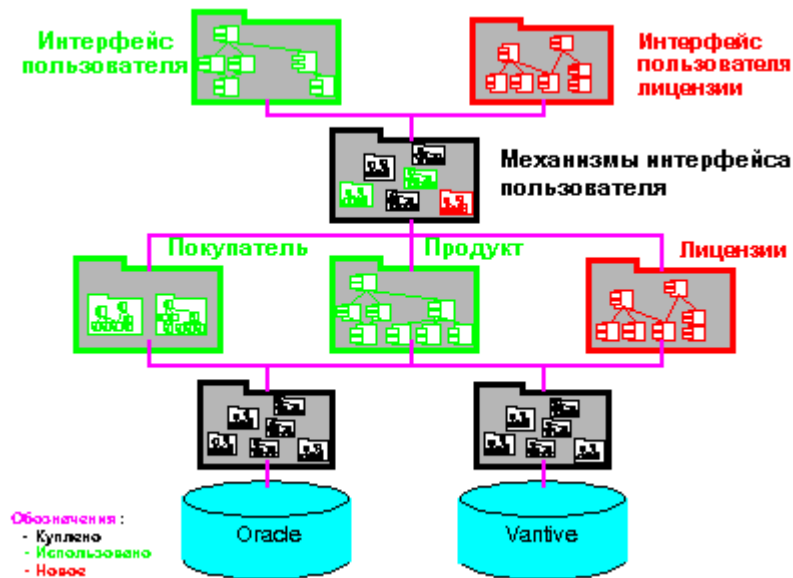 Интерфейс
пользователя
Интерфейс
пользователя
лицензии
Механизмы интерфейса
пользователя
Покупатель
Продукт
Лицензии
Oracle
Vantive
Обозначения :
- Куплено
- Использовано
- Новое